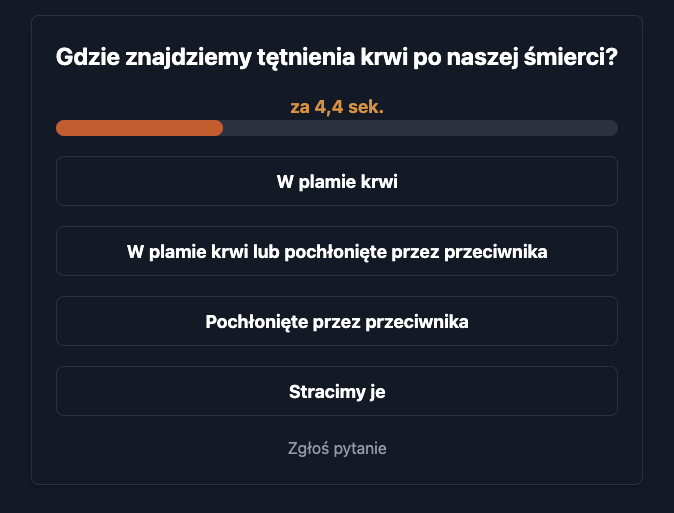 Gdzie znajdziemy tętnienia krwi po naszej śmierci?
za 4,4 sek.
W plamie krwi
W plamie krwi lub pochłonięte przez przeciwnika
Pochłonięte przez przeciwnika
Stracimy je
Zgłoś pytanie